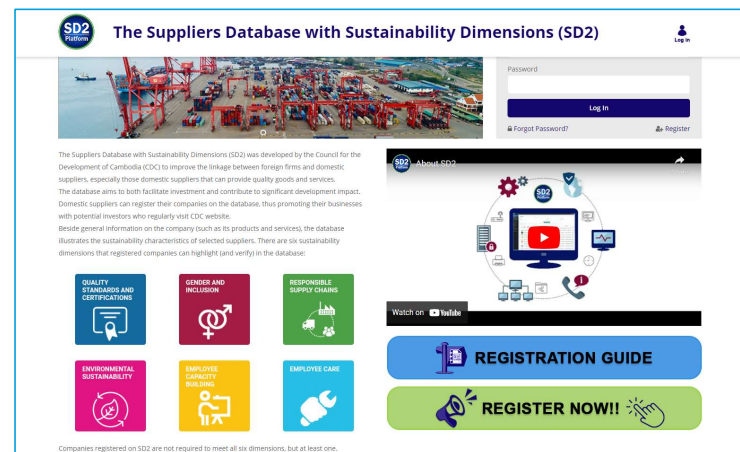 SD2
Platform
The Suppliers Database with Sustainability Dimensions (SD2)
Log in
Password
Log In
Forgot Password?
Register
The Suppliers Database with Sustainability Dimensions (SD2) was developed by the Council for the
Development of Cambodia (CDC) to improve the linkage between foreign firms and domestic
suppliers, especially those domestic suppliers that can provide quality goods and services.
The database aims to both facilitate investment and contribute to significant development impact.
Domestic suppliers can register their companies on the database, thus promoting their businesses
with potential investors who regularly visit CDC website.
Beside general information on the company (such as its products and services), the database
illustrates the sustainability characteristics of selected suppliers. There are six sustainability
dimensions that registered companies can highlight (and verify) in the database:
QUALITY
STANDARDS AND
CERTIFICATIONS
GENDER AND
INCLUSION
RESPONSIBLE
SUPPLY CHAINS
ENVIRONMENTAL
SUSTAINABILITY
EMPLOYEE
CAPACITY
BUILDING
EMPLOYEE CARE
Companies registered on SD2 are not required to meet all six dimensions, but at least one.
SD2
Platform
About SD2
SD2
Platform
Watch on YouTube
REGISTRATION GUIDE
REGISTER NOW!!